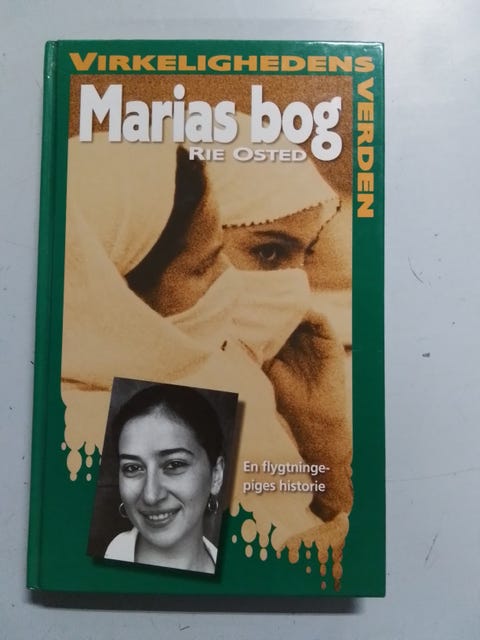 VIRKELIGHEDENS
VERDEN
Marias bog
RIE OSTED
En flygtninge-
piges historie